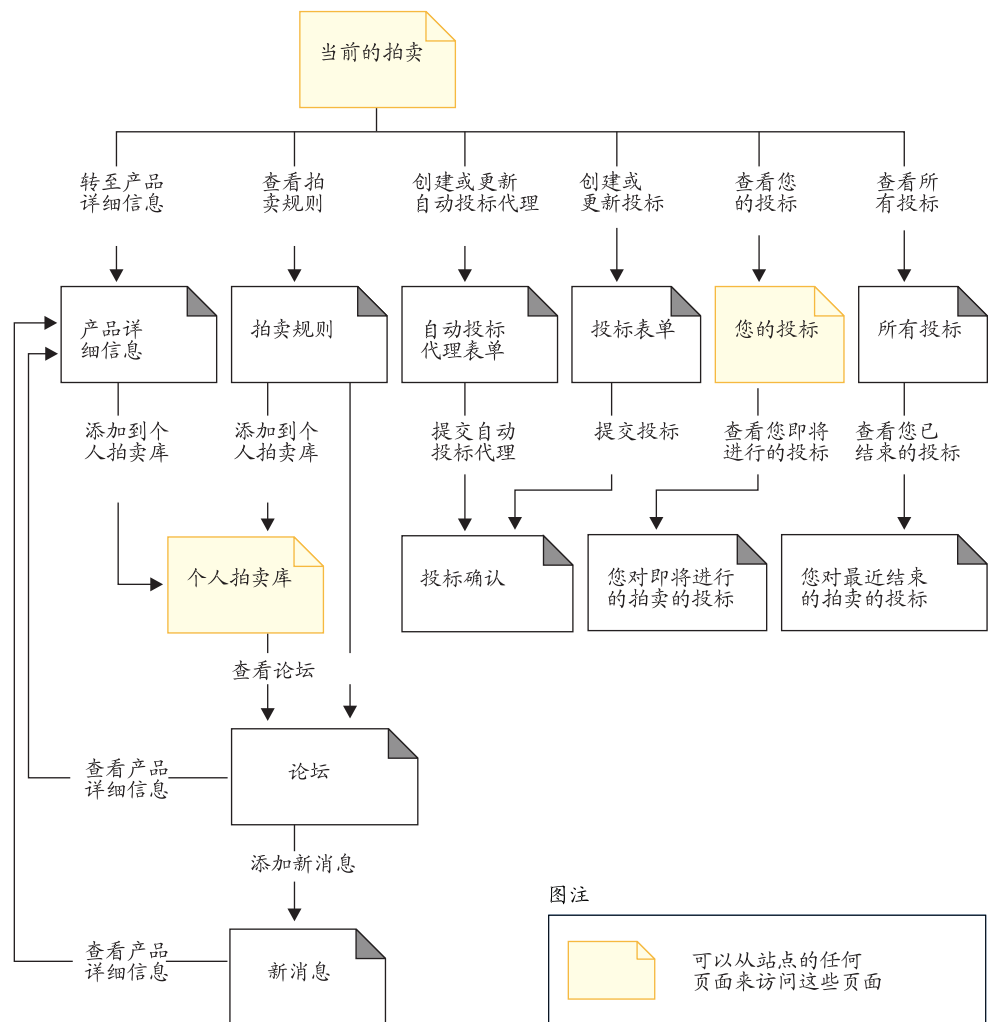 当前的拍卖
转至产品
详细信息
查看拍
卖规则
创建或更新
自动投标代理
创建或
更新投标
查看您
的投标
查看所
有投标
产品详
细信息
拍卖规则
自动投标
代理表单
投标表单
您的投标
所有投标
添加到个
人拍卖库
添加到个
人拍卖库
提交自动
投标代理
提交投标
查看您即将
进行的投标
查看您已
结束的投标
个人拍卖库
投标确认
您对即将进行
的拍卖的投标
您对最近结束
的拍卖的投标
查看论坛
查看产品
详细信息
论坛
添加新消息
图注
查看产品
详细信息
新消息
可以从站点的任何
页面来访问这些页面